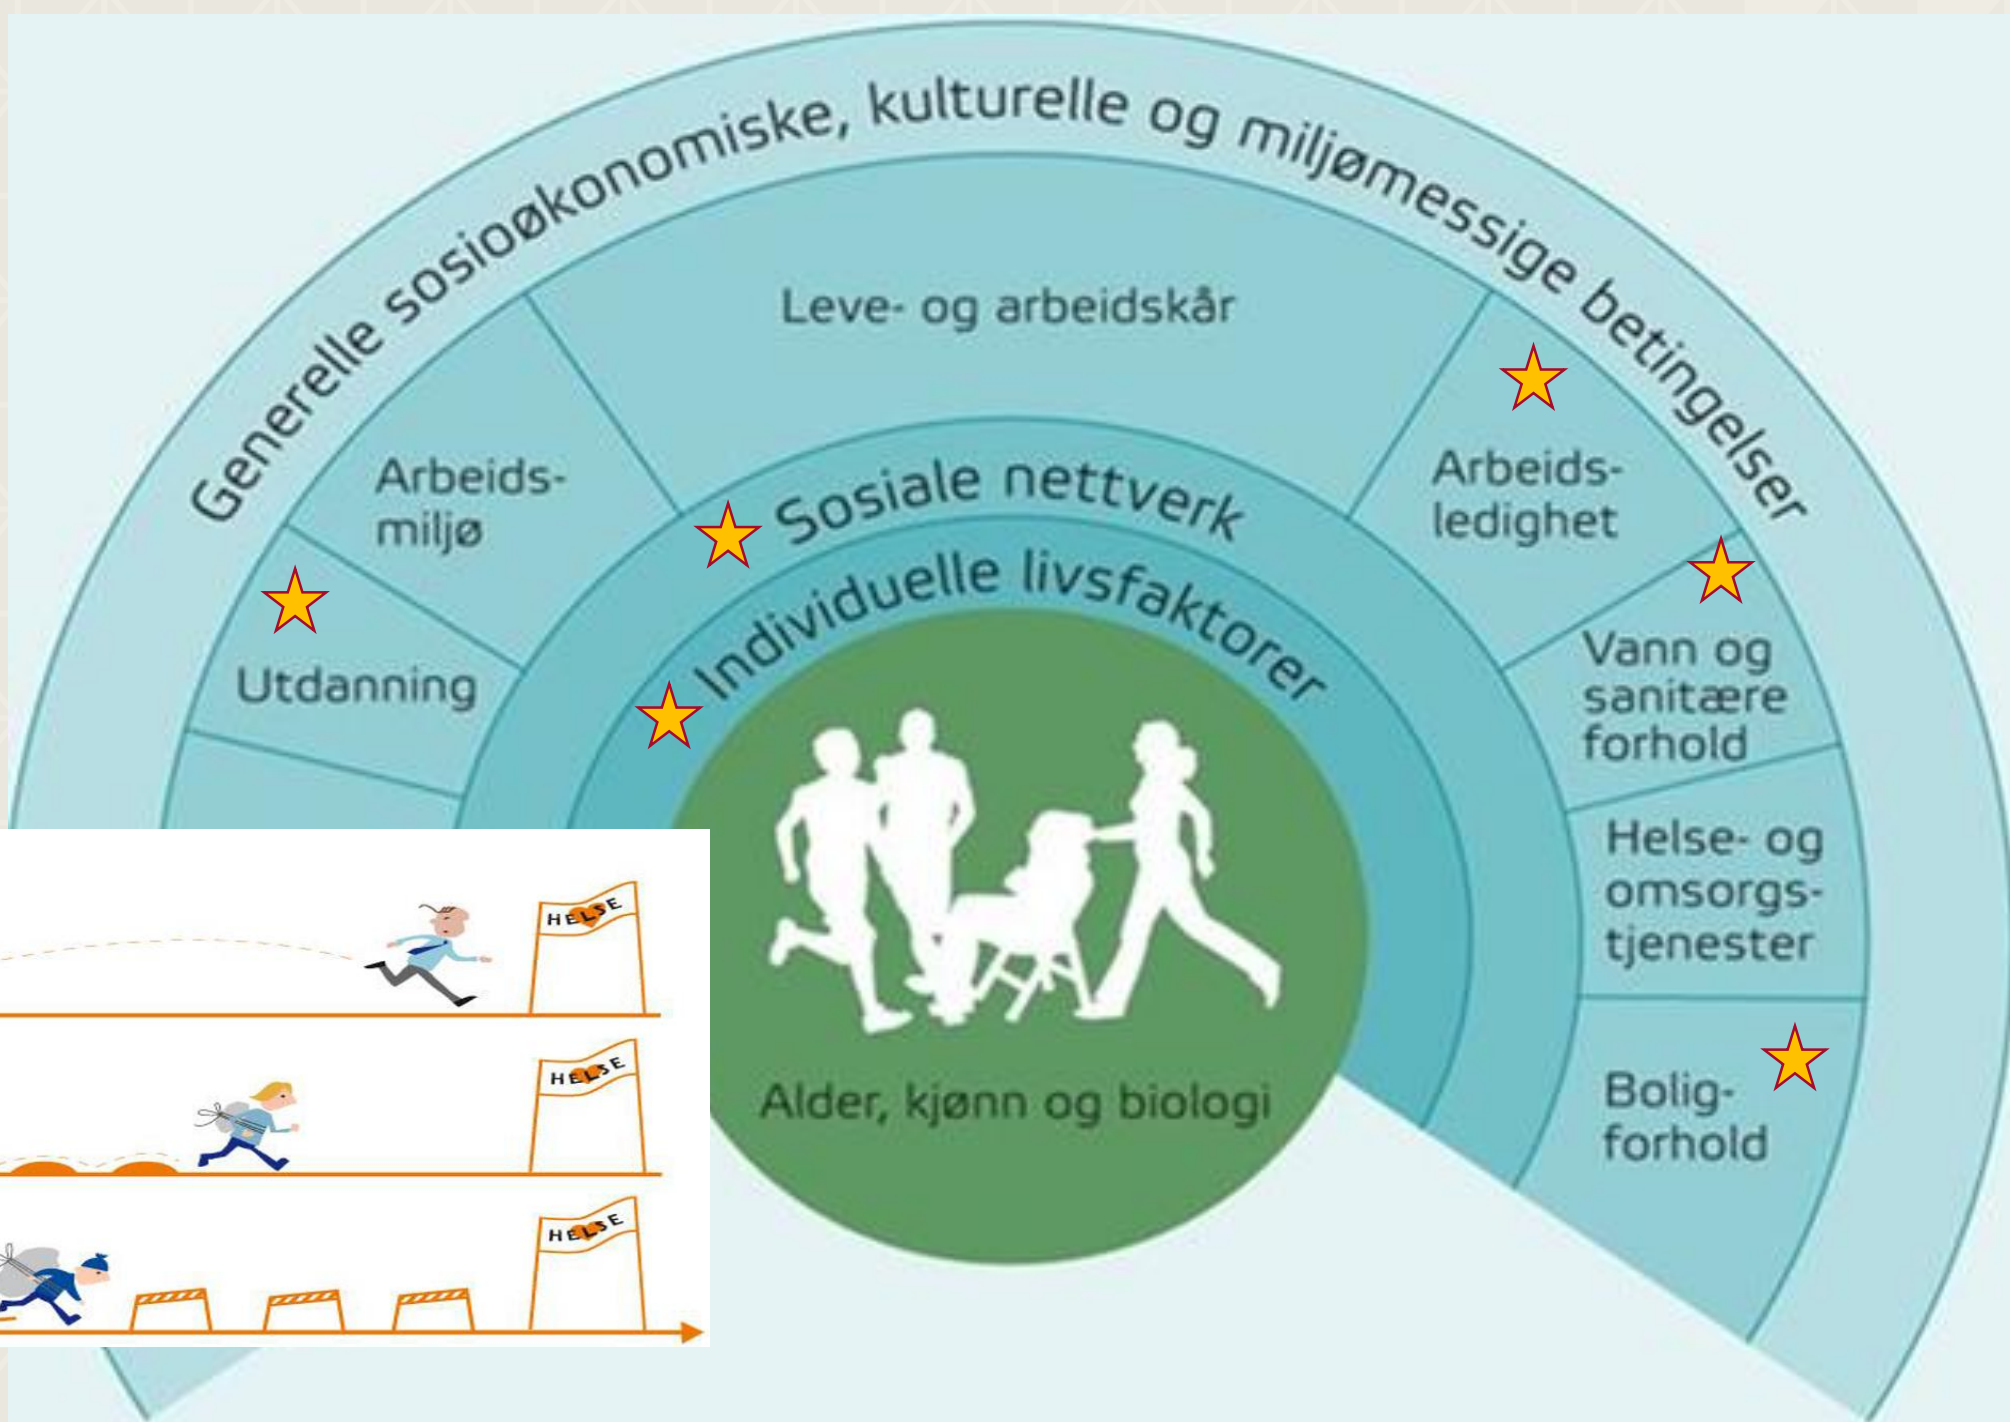 Generelle sosioøkonomiske, kulturelle og miljømessige betingelser
Leve- og arbeidskår
Arbeids-
miljø
Utdanning
Arbeids-
ledighet
Vann og
sanitære
forhold
Helse- og
omsorgs-
tjenester
Bolig-
forhold
Sosiale nettverk
Individuelle livsfaktorer
Alder, kjønn og biologi
HELSE
HELSE
HELSE